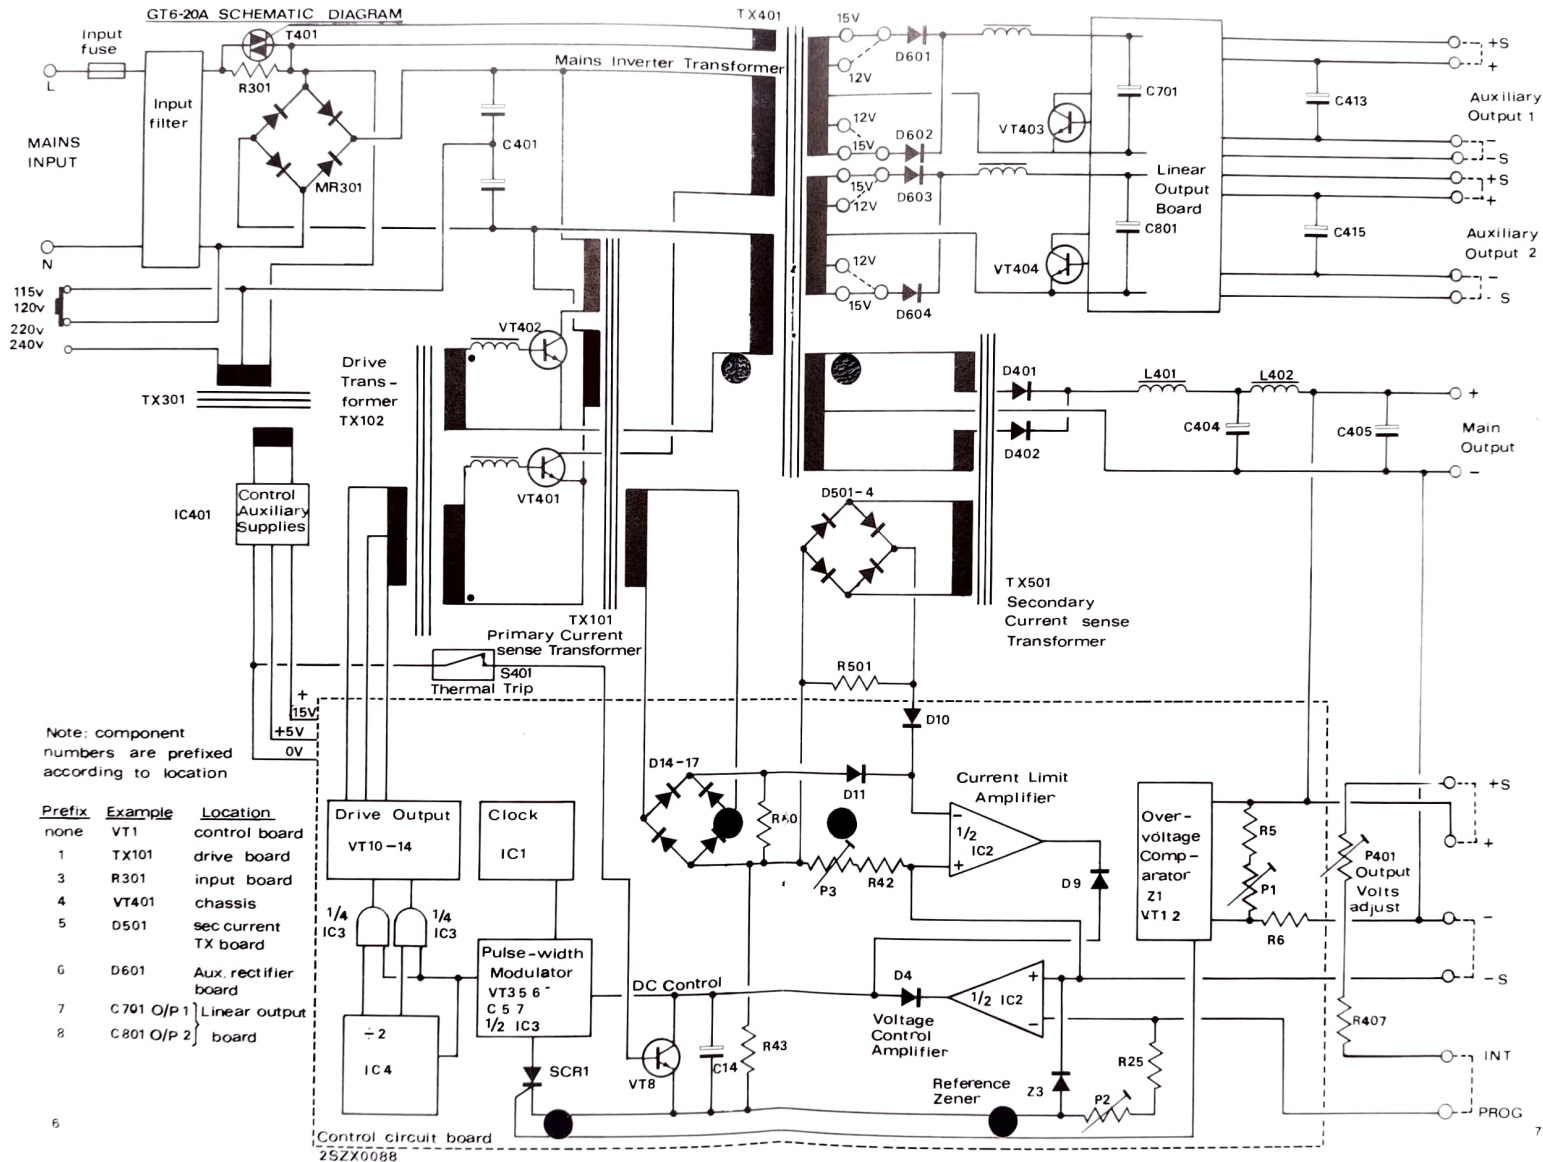 GT6-20A SCHEMATIC DIAGRAM
TX401
15V
Input
fuse
T401
D601
+S
L
Mains Inverter Transformer
12V
+
R301
C701
C413
Auxiliary
Output 1
Input
filter
MAINS
INPUT
C401
12V
D602
VT403
-
15V
-S
MR301
15V
D603
Linear
Output
Board
+S
12V
+
C801
C415
Auxiliary
Output 2
N
12V
VT404
-
115v
120v
220v
240v
15V
D604
- S
VT402
Drive
Trans-
former
TX102
D401
L401
L402
+
TX301
C404
C405
Main
Output
D402
-
VT401
D501-4
Control
Auxiliary
Supplies
IC401
TX501
Secondary
Current sense
Transformer
TX101
Primary Current
sense Transformer
S401
Thermal Trip
R501
+
15V
+5V
0V
D10
Note: component
numbers are prefixed
according to location
D14-17
D11
Current Limit
Amplifier
+S
Prefix Example Location
none VT1 control board
1 TX101 drive board
3 R301 input board
4 VT401 chassis
5 D501 sec current
TX board
6 D601 Aux. rectifier
board
7 C701 O/P 1 Linear output
8 C801 O/P 2 board
Drive Output
VT10-14
Clock
IC1
R40
-
1/2
IC2
+
P3
R42
D9
Over-
voltage
Comp-
arator
Z1
VT12
R5
P1
R6
P401
Output
Volts
adjust
+
-
1/4
IC3
1/4
IC3
Pulse-width
Modulator
VT3 5 6
C 5 7
1/2 IC3
DC Control
D4
+
1/2 IC2
-
-S
Voltage
Control
Amplifier
÷2
IC4
R43
R407
SCR1
VT8
C14
R25
INT
Reference
Zener
Z3
P2
PROG
6
7
Control circuit board
2SZX0088